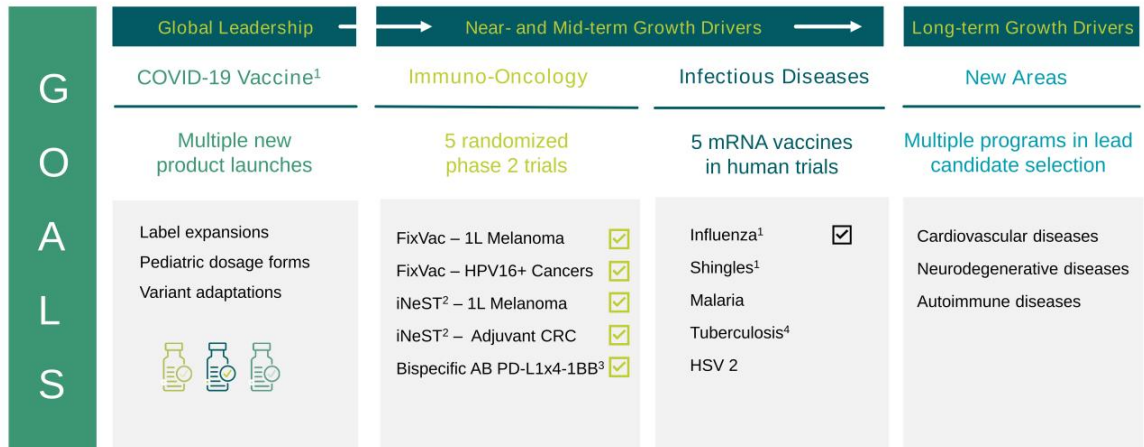 GOALS
Global Leadership
Near- and Mid-term Growth Drivers
Long-term Growth Drivers
COVID-19 Vaccine¹
Immuno-Oncology
Infectious Diseases
New Areas
Multiple new
product launches
5 randomized
phase 2 trials
5 mRNA vaccines
in human trials
Multiple programs in lead
candidate selection
Label expansions
Pediatric dosage forms
Variant adaptations
FixVac – 1L Melanoma
FixVac – HPV16+ Cancers
iNeST² – 1L Melanoma
iNeST² – Adjuvant CRC
Bispecific AB PD-L1x4-1BB³
Influenza¹
Shingles¹
Malaria
Tuberculosis⁴
HSV 2
Cardiovascular diseases
Neurodegenerative diseases
Autoimmune diseases